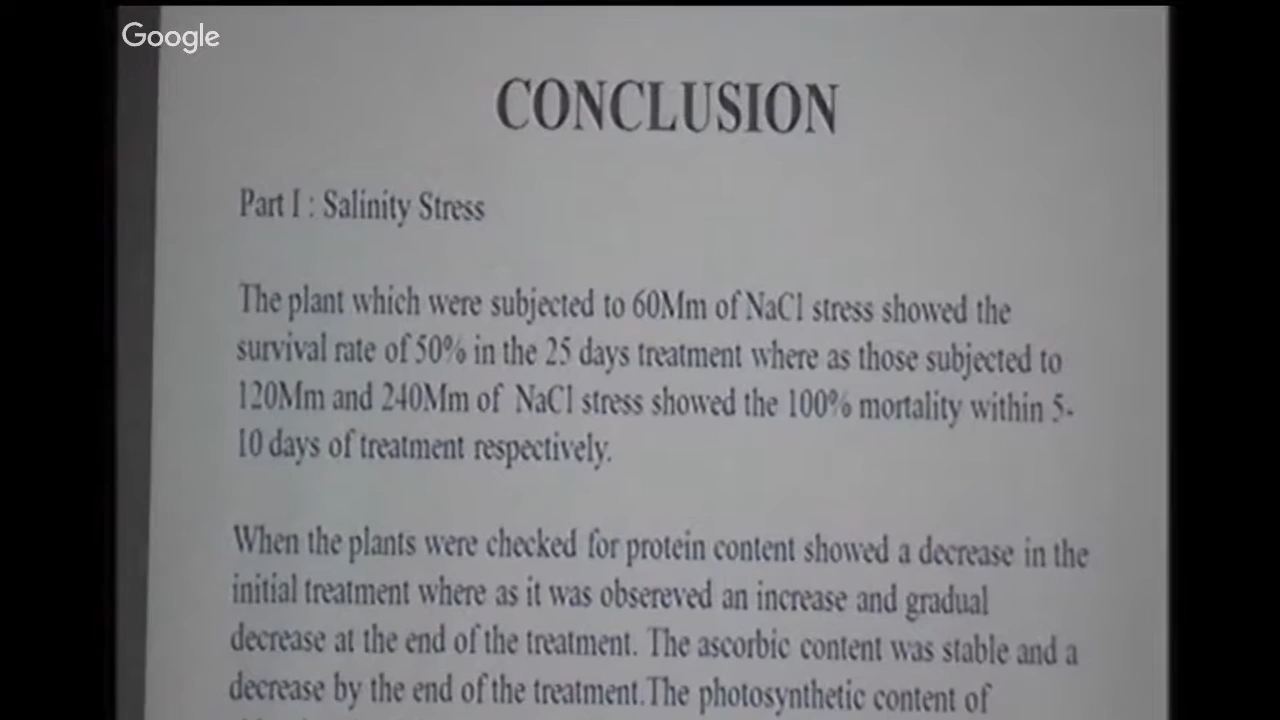 Google
CONCLUSION
Part I : Salinity Stress
The plant which were subjected to 60Mm of NaCl stress showed the
survival rate of 50% in the 25 days treatment where as those subjected to
120Mm and 240Mm of NaCl stress showed the 100% mortality within 5-
10 days of treatment respectively.
When the plants were checked for protein content showed a decrease in the
initial treatment where as it was obsereved an increase and gradual
decrease at the end of the treatment. The ascorbic content was stable and a
decrease by the end of the treatment.The photosynthetic content of